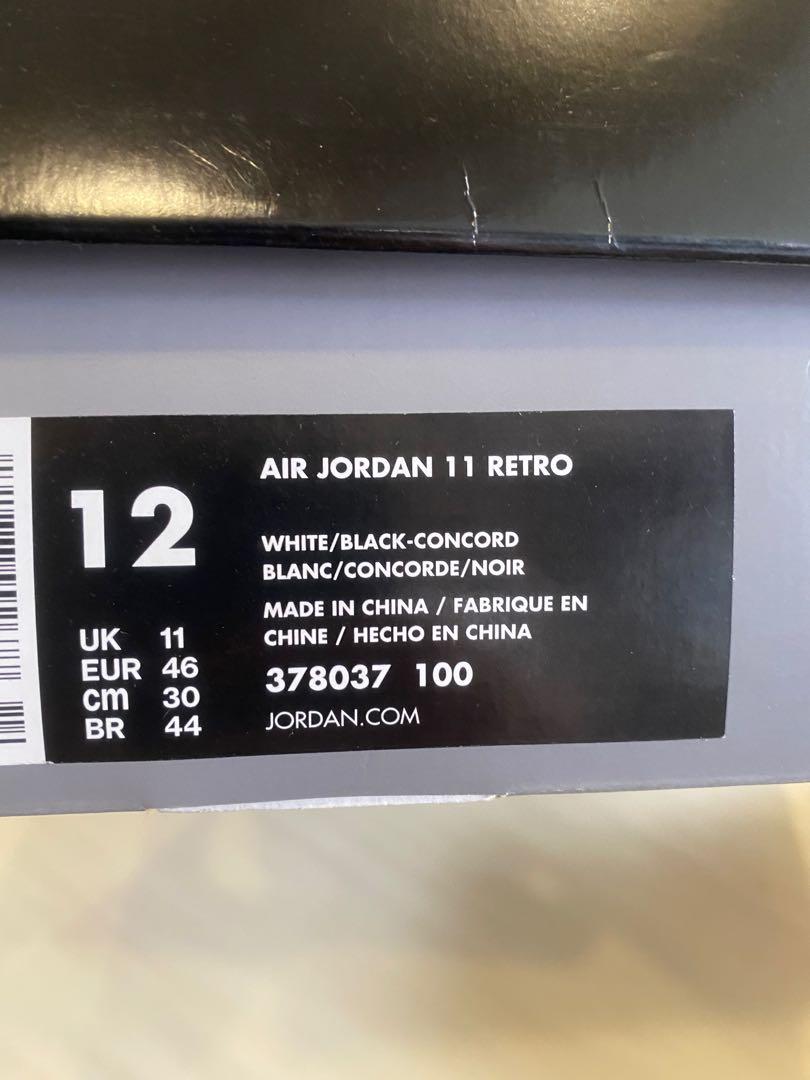 12
UK 11
EUR 46
cm 30
BR 44
AIR JORDAN 11 RETRO
WHITE/BLACK-CONCORD
BLANC/CONCORDE/NOIR
MADE IN CHINA / FABRIQUE EN
CHINE / HECHO EN CHINA
378037 100
JORDAN.COM